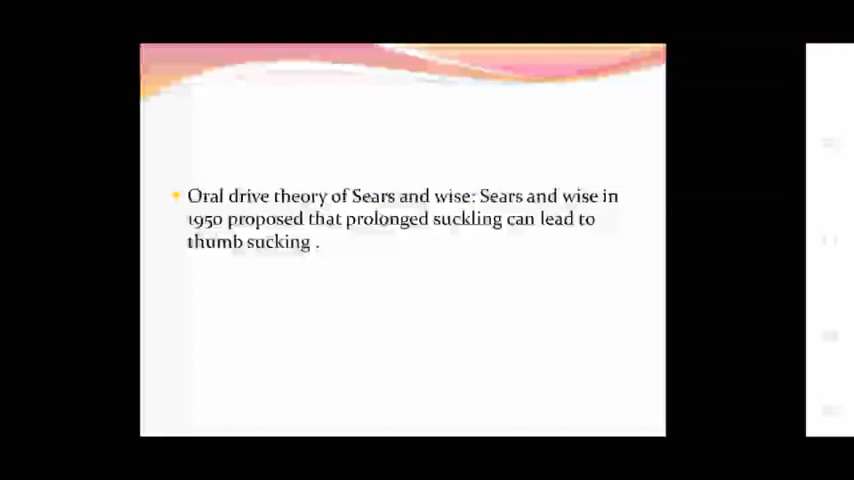 Oral drive theory of Sears and wise: Sears and wise in
1950 proposed that prolonged suckling can lead to
thumb sucking .